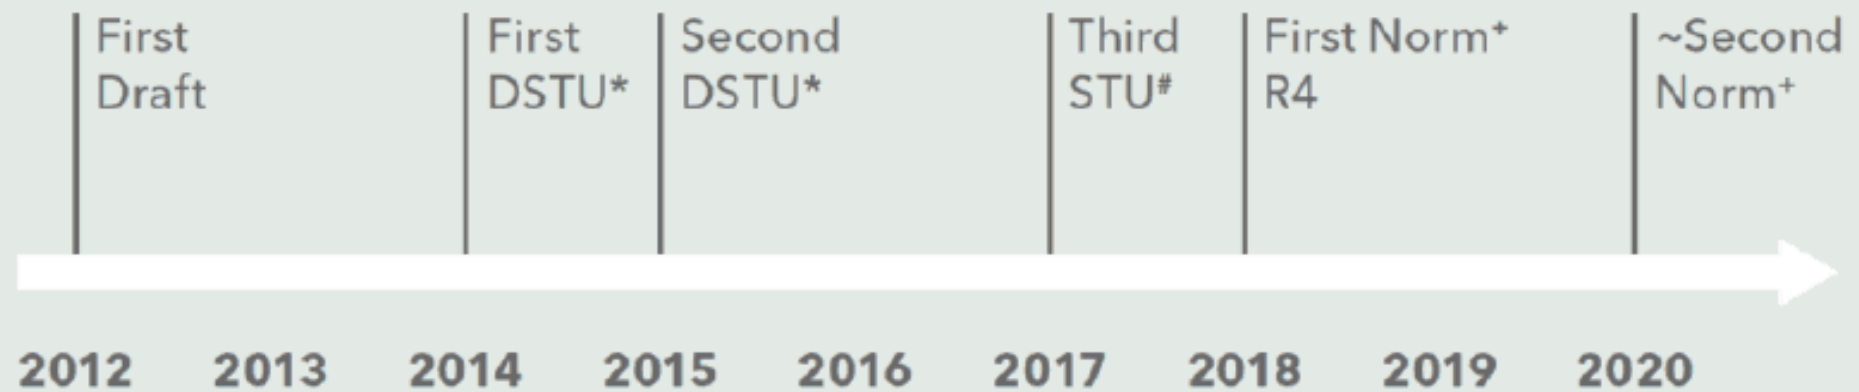 First
Draft
First
DSTU*
Second
DSTU*
Third
STU#
First Norm+
R4
~Second
Norm+
2012 2013 2014 2015 2016 2017 2018 2019 2020